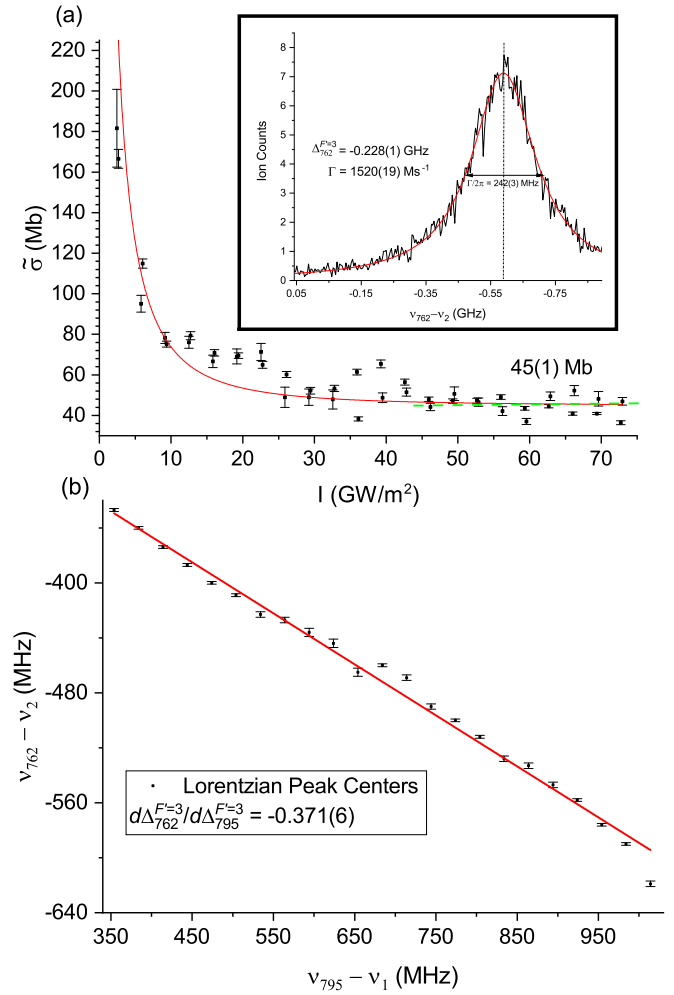 (a)
220
200
180
160
140
120
100
80
60
40
σ̃ (Mb)
0 10 20 30 40 50 60 70
I (GW/m²)
45(1) Mb
8
7
6
5
4
3
2
1
0
Ion Counts
Δ₇₆₂^{F'=3} = -0.228(1) GHz
Γ = 1520(19) Ms⁻¹
Γ/2π = 242(3) MHz
0.05 -0.15 -0.35 -0.55 -0.75
ν₇₆₂–ν₂ (GHz)
(b)
-400
-480
-560
-640
ν₇₆₂ – ν₂ (MHz)
Lorentzian Peak Centers
dΔ₇₆₂^{F'=3}/dΔ₇₉₅^{F'=3} = -0.371(6)
350 450 550 650 750 850 950
ν₇₉₅ – ν₁ (MHz)